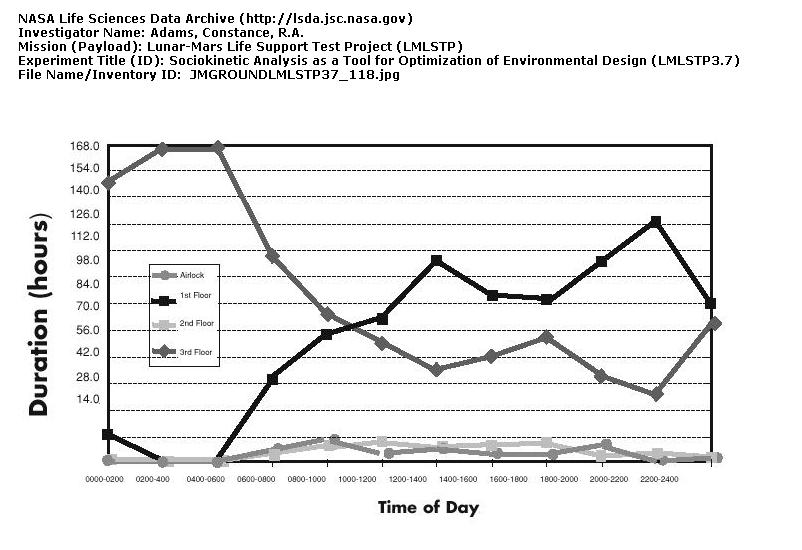 NASA Life Sciences Data Archive (http://lsda.jsc.nasa.gov)
Investigator Name: Adams, Constance, R.A.
Mission (Payload): Lunar-Mars Life Support Test Project (LMLSTP)
Experiment Title (ID): Sociokinetic Analysis as a Tool for Optimization of Environmental Design (LMLSTP3.7)
File Name/Inventory ID: JMGROUNDLMLSTP37_118.jpg
Duration (hours)
168.0
154.0
140.0
126.0
112.0
98.0
84.0
70.0
56.0
42.0
28.0
14.0
Airlock
1st Floor
2nd Floor
3rd Floor
0000-0200 0200-400 0400-0600 0600-0800 0800-1000 1000-1200 1200-1400 1400-1600 1600-1800 1800-2000 2000-2200 2200-2400
Time of Day